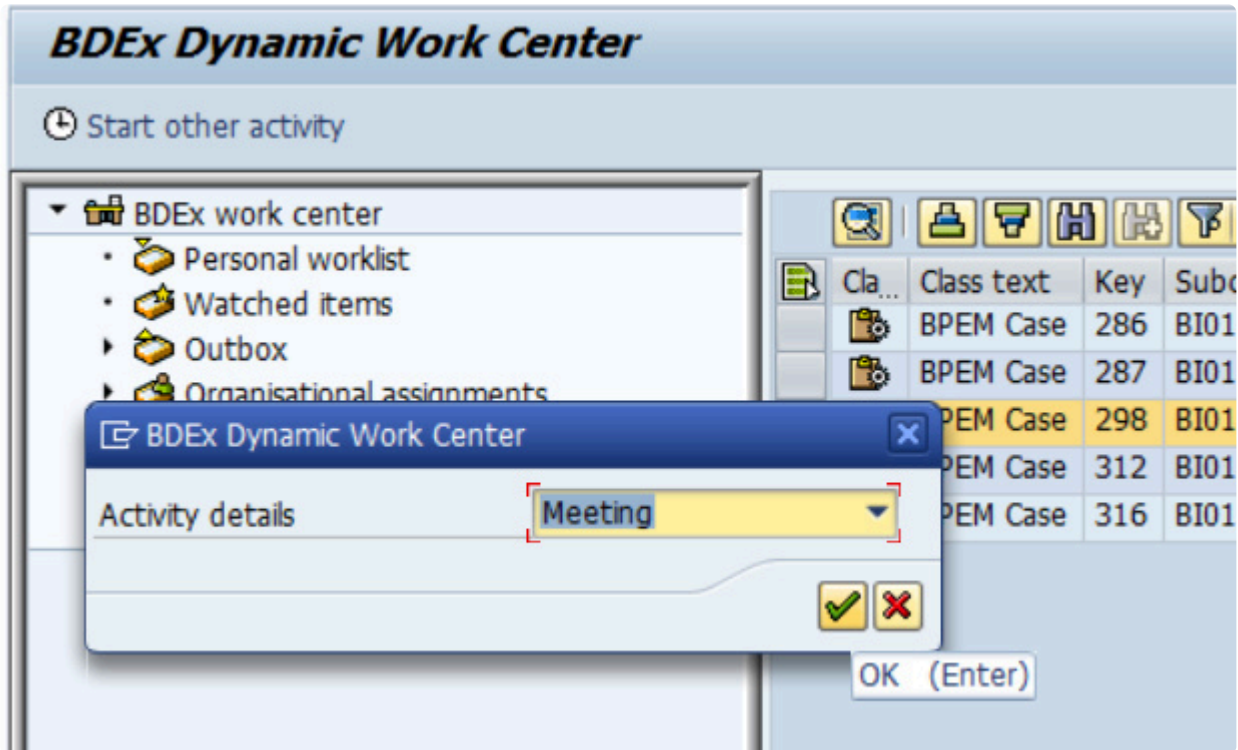 BDEx Dynamic Work Center
Start other activity
BDEx work center
Personal worklist
Watched items
Outbox
Organisational assignments
Cla... Class text Key Subc
BPEM Case 286 BI01
BPEM Case 287 BI01
PEM Case 298 BI01
PEM Case 312 BI01
PEM Case 316 BI01
BDEx Dynamic Work Center
Activity details Meeting
OK (Enter)